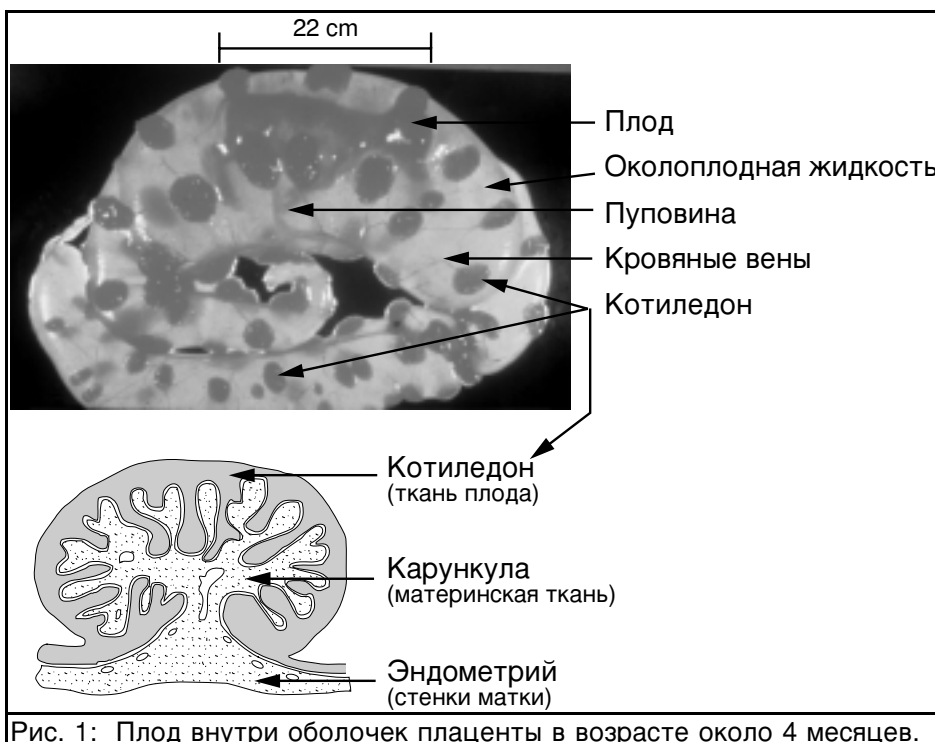 22 cm
Плод
Околоплодная жидкость
Пуповина
Кровяные вены
Котиледон
Котиледон
(ткань плода)
Карункула
(материнская ткань)
Эндометрий
(стенки матки)
Рис. 1: Плод внутри оболочек плаценты в возрасте около 4 месяцев.